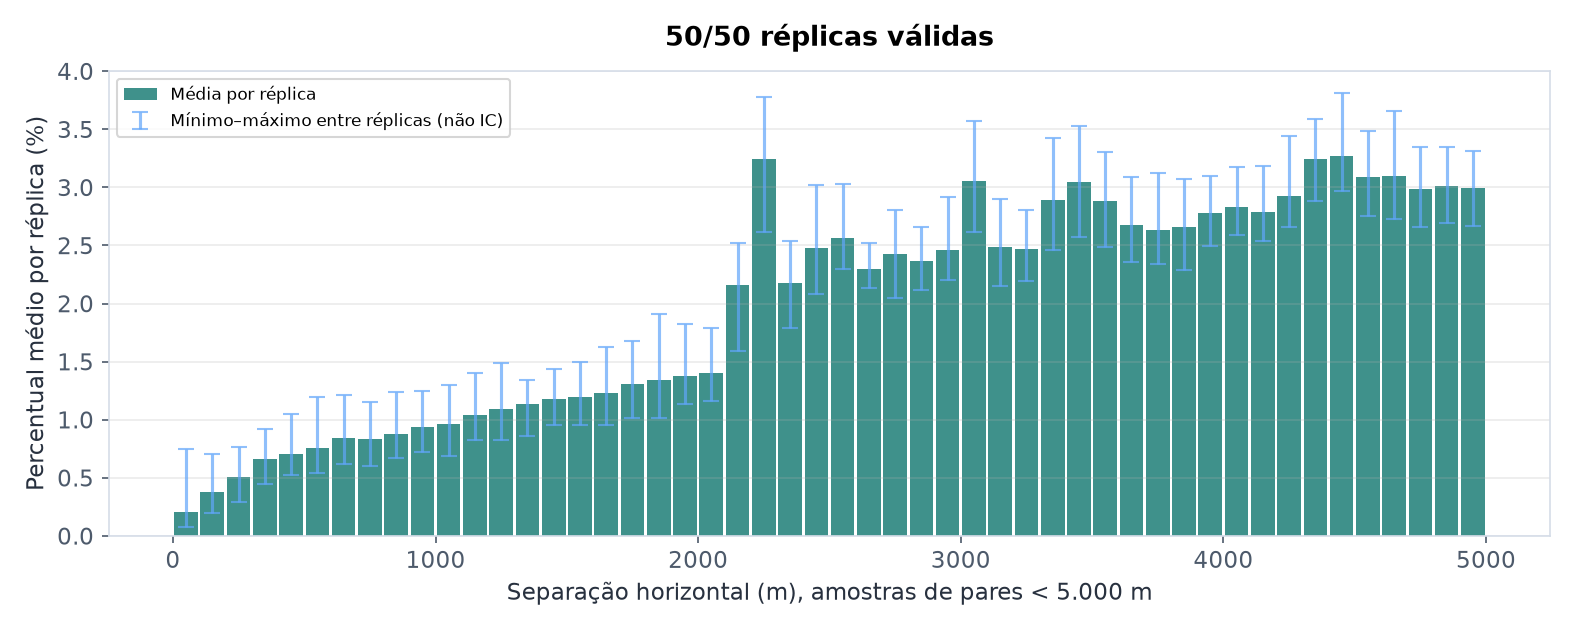 50/50 réplicas válidas
Média por réplica
Mínimo–máximo entre réplicas (não IC)
Percentual médio por réplica (%)
4.0
3.5
3.0
2.5
2.0
1.5
1.0
0.5
0.0
0 1000 2000 3000 4000 5000
Separação horizontal (m), amostras de pares < 5.000 m